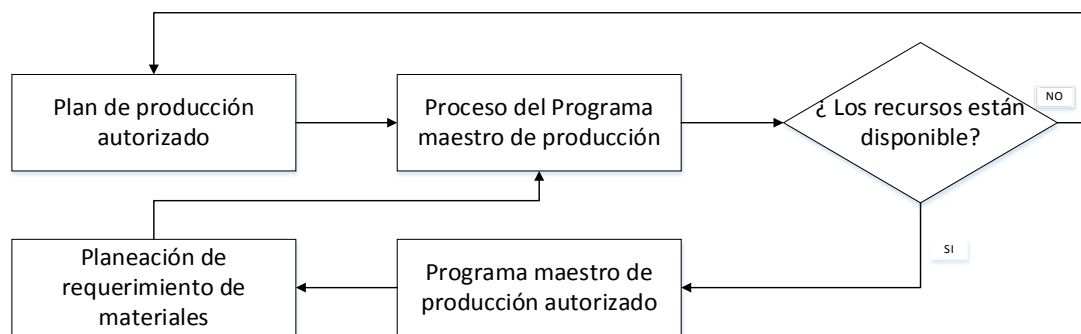 Plan de producción
autorizado
Proceso del Programa
maestro de producción
¿ Los recursos están
disponible?
NO
SI
Programa maestro de
producción autorizado
Planeación de
requerimiento de
materiales